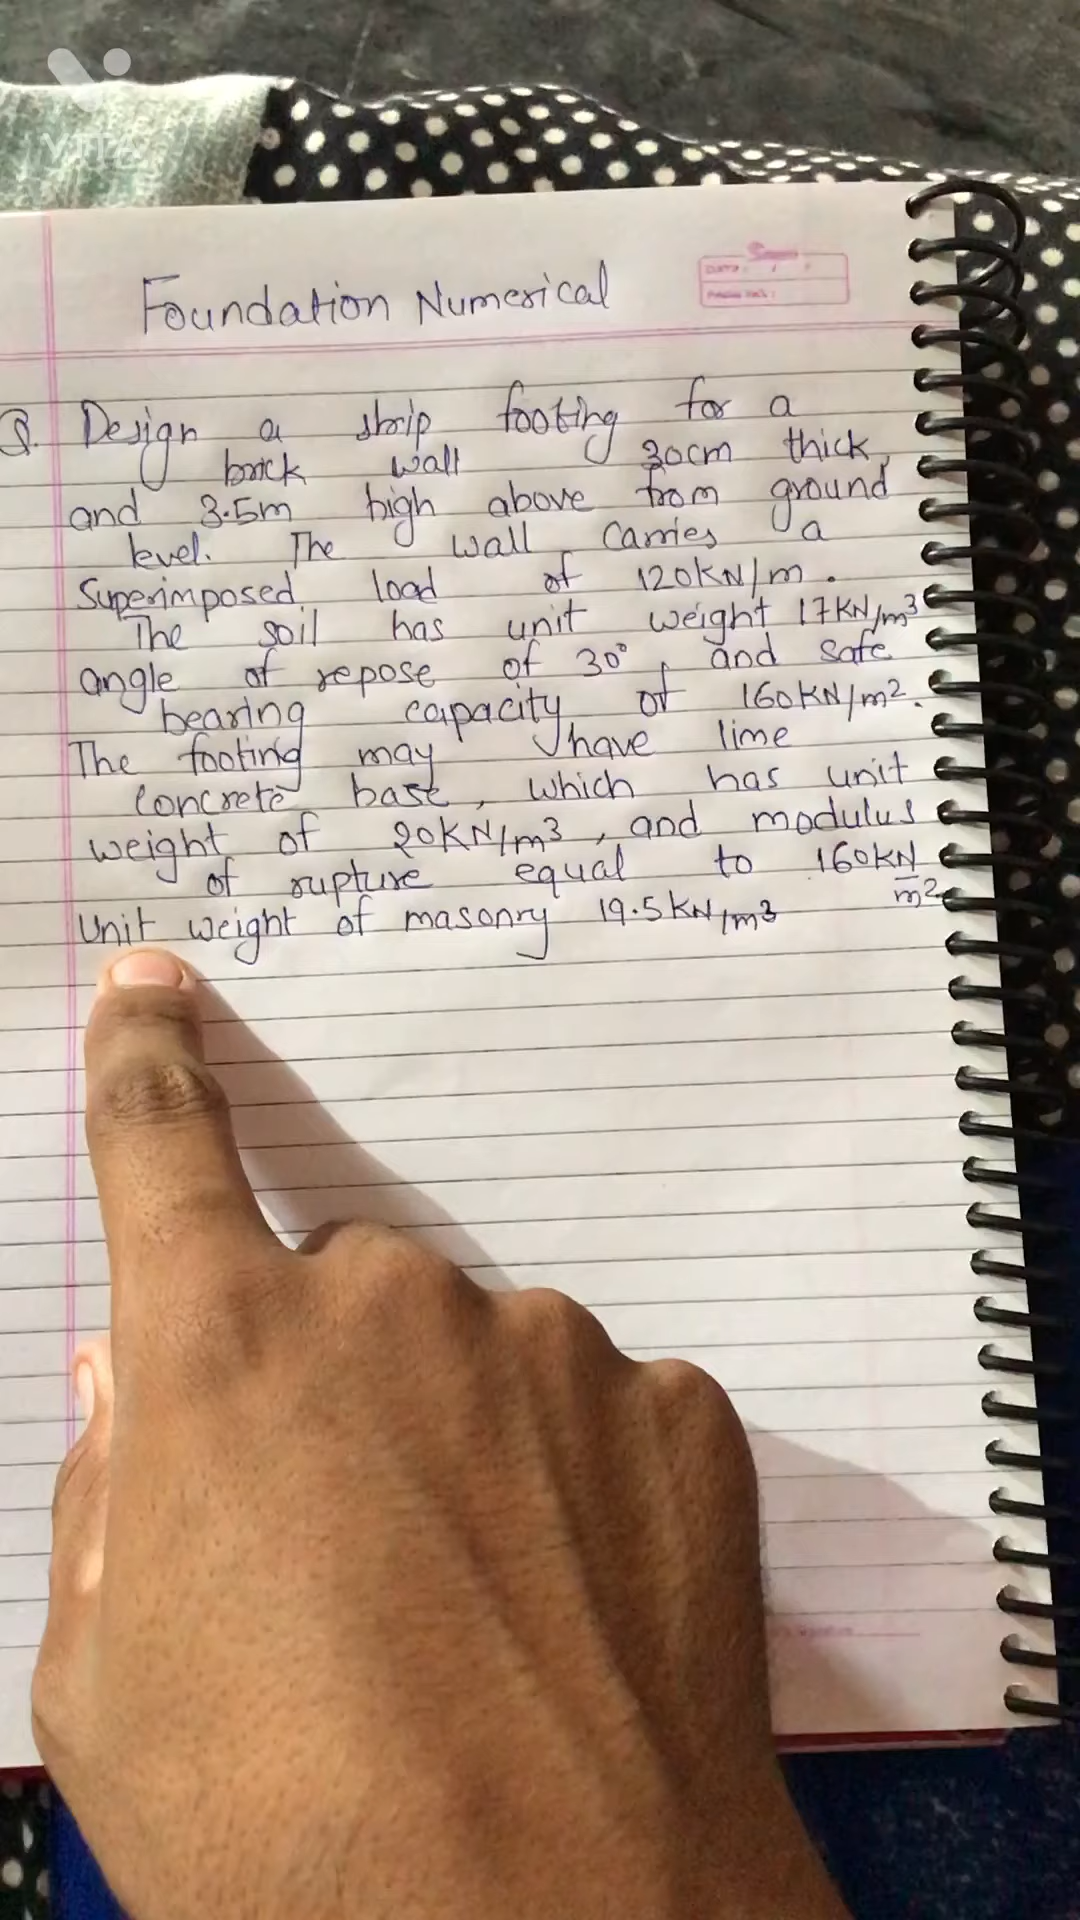 VITA
Foundation Numerical
Q. Design a strip footing for a
brick wall 30cm thick,
and 3.5m high above from ground
level. The wall carries a
Superimposed load of 120KN/m.
The soil has unit weight 17KN/m³
angle of repose of 30°, and safe
bearing capacity of 160KN/m².
The footing may have lime
concrete base, which has unit
weight of 20KN/m³, and modulus
of rupture equal to 160KN/m²
Unit weight of masonry 19.5KN/m³